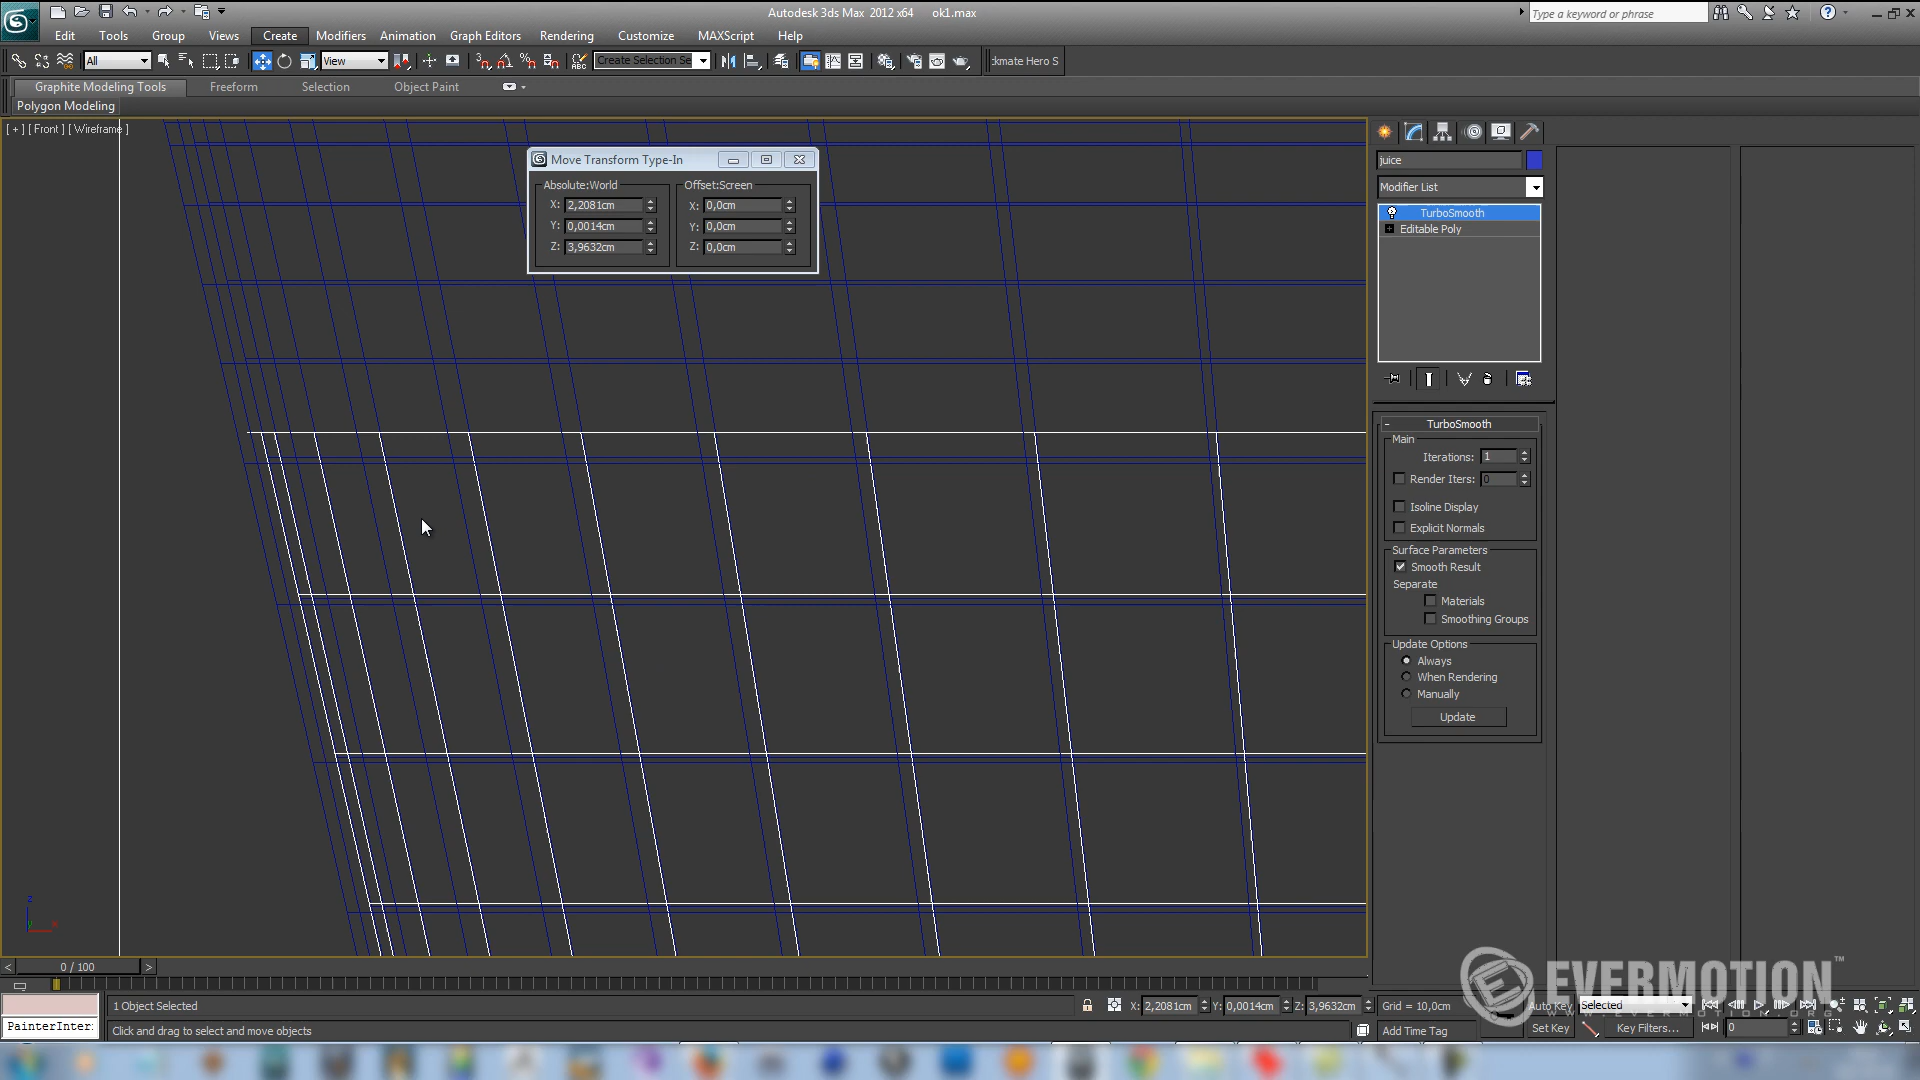 Autodesk 3ds Max 2012 x64 ok1.max
Type a keyword or phrase
Edit Tools Group Views Create Modifiers Animation Graph Editors Rendering Customize MAXScript Help
All View Create Selection Se kmate Hero S
Graphite Modeling Tools Freeform Selection Object Paint
Polygon Modeling
[ + ] [ Front ] [ Wireframe ]
Move Transform Type-In
Absolute:World Offset:Screen
X: 2,2081cm X: 0,0cm
Y: 0,0014cm Y: 0,0cm
Z: 3,9632cm Z: 0,0cm
juice
Modifier List
TurboSmooth
Editable Poly
- TurboSmooth
Main
Iterations: 1
Render Iters: 0
Isoline Display
Explicit Normals
Surface Parameters
Smooth Result
Separate
Materials
Smoothing Groups
Update Options
Always
When Rendering
Manually
Update
z
x
< 0 / 100 >
EVERMOTION™
WWW.EVERMOTION.ORG
1 Object Selected X: 2,2081cm Y: 0,0014cm Z: 3,9632cm Grid = 10,0cm Auto Key Selected
PainterInter:
Click and drag to select and move objects Add Time Tag Set Key Key Filters... 0